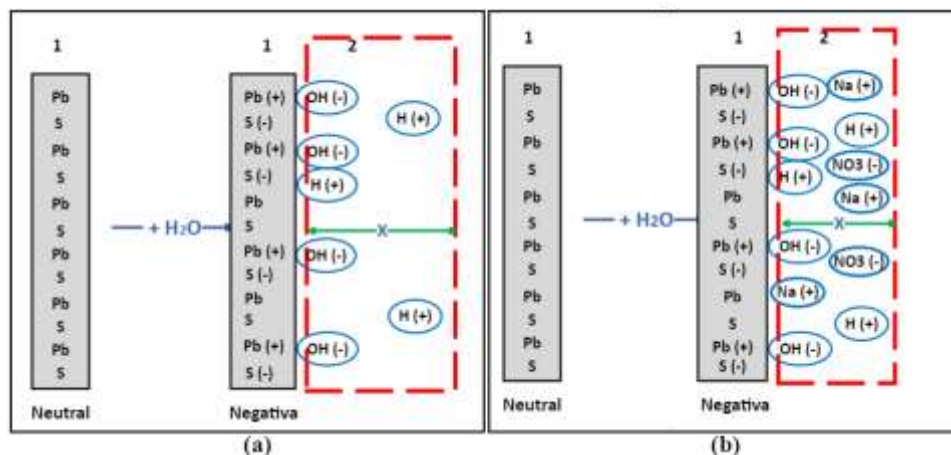 1
1
2
Pb
S
Pb
S
Pb
S
Pb
S
Pb
S
Pb
S
+ H₂O
Pb (+)
S (-)
Pb (+)
S (-)
Pb
S
Pb (+)
S (-)
Pb
S
Pb (+)
S (-)
OH (-)
H (+)
OH (-)
H (+)
X
OH (-)
H (+)
OH (-)
Neutral
Negativa
(a)
1
1
2
Pb
S
Pb
S
Pb
S
Pb
S
Pb
S
Pb
S
+ H₂O
Pb (+)
S (-)
Pb (+)
S (-)
Pb
S
Pb (+)
S (-)
Pb
S
Pb (+)
S (-)
OH (-)
Na (+)
H (+)
OH (-)
NO3 (-)
H (+)
Na (+)
X
OH (-)
NO3 (-)
Na (+)
H (+)
OH (-)
Neutral
Negativa
(b)